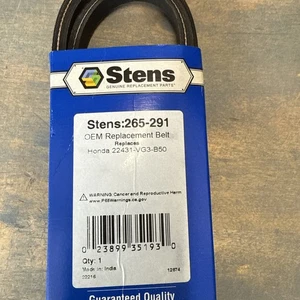 Stens
GENUINE REPLACEMENT PARTS
Stens:265-291
OEM Replacement Belt
Replaces
Honda 22431-VG3-B50
WARNING: Cancer and Reproductive Harm
www.P65Warnings.ca.gov
0 23899 35193 0
Qty: 1
Made in: India
12874
Guaranteed Quality